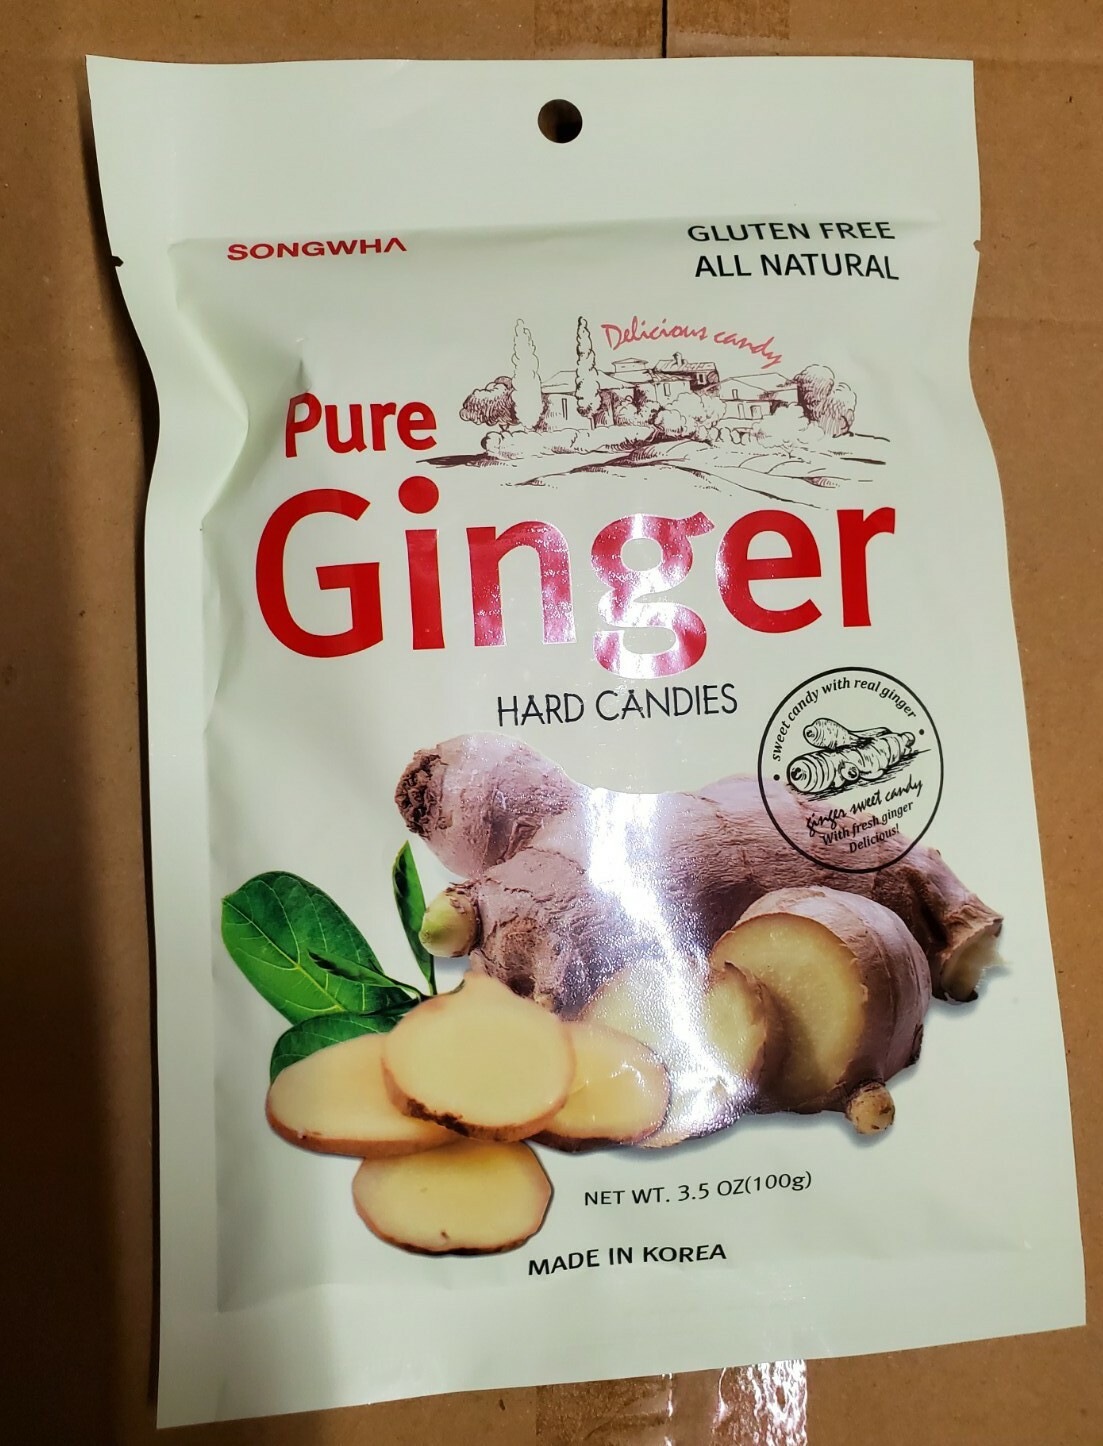 SONGWHA
GLUTEN FREE
ALL NATURAL
Delicious candy
Pure
Ginger
HARD CANDIES
sweet candy with real ginger
ginger sweet candy
With fresh ginger
Delicious!
NET WT. 3.5 OZ(100g)
MADE IN KOREA